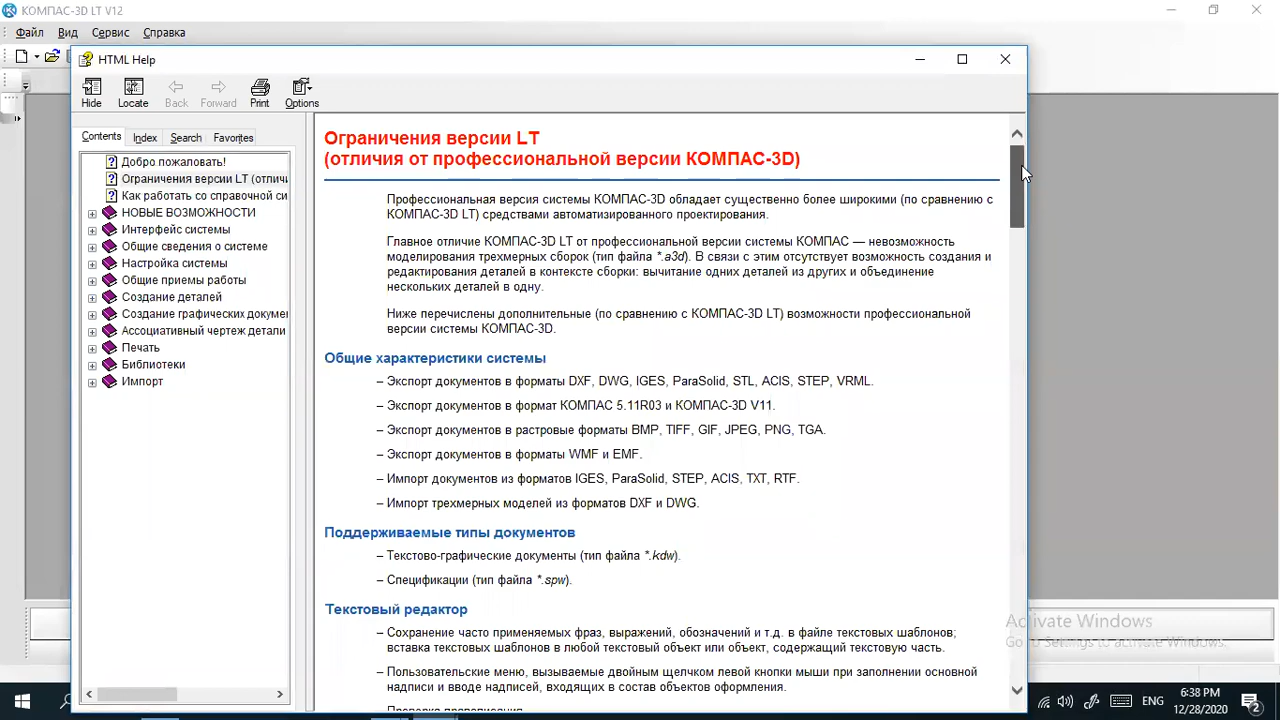 КОМПАС-3D LT V12
Файл Вид Сервис Справка
HTML Help
Hide Locate Back Forward Print Options
Contents Index Search Favorites
Добро пожаловать!
Ограничения версии LT (отличи
Как работать со справочной си
НОВЫЕ ВОЗМОЖНОСТИ
Интерфейс системы
Общие сведения о системе
Настройка системы
Общие приемы работы
Создание деталей
Создание графических докуме
Ассоциативный чертеж детали
Печать
Библиотеки
Импорт
Ограничения версии LT
(отличия от профессиональной версии КОМПАС-3D)
Профессиональная версия системы КОМПАС-3D обладает существенно более широкими (по сравнению с
КОМПАС-3D LT) средствами автоматизированного проектирования.
Главное отличие КОМПАС-3D LT от профессиональной версии системы КОМПАС — невозможность
моделирования трехмерных сборок (тип файла *.a3d). В связи с этим отсутствует возможность создания и
редактирования деталей в контексте сборки: вычитание одних деталей из других и объединение
нескольких деталей в одну.
Ниже перечислены дополнительные (по сравнению с КОМПАС-3D LT) возможности профессиональной
версии системы КОМПАС-3D.
Общие характеристики системы
– Экспорт документов в форматы DXF, DWG, IGES, ParaSolid, STL, ACIS, STEP, VRML.
– Экспорт документов в формат КОМПАС 5.11R03 и КОМПАС-3D V11.
– Экспорт документов в растровые форматы BMP, TIFF, GIF, JPEG, PNG, TGA.
– Экспорт документов в форматы WMF и EMF.
– Импорт документов из форматов IGES, ParaSolid, STEP, ACIS, TXT, RTF.
– Импорт трехмерных моделей из форматов DXF и DWG.
Поддерживаемые типы документов
– Текстово-графические документы (тип файла *.kdw).
– Спецификации (тип файла *.spw).
Текстовый редактор
– Сохранение часто применяемых фраз, выражений, обозначений и т.д. в файле текстовых шаблонов;
вставка текстовых шаблонов в любой текстовый объект или объект, содержащий текстовую часть.
– Пользовательские меню, вызываемые двойным щелчком левой кнопки мыши при заполнении основной
надписи и вводе надписей, входящих в состав объектов оформления.
– Проверка правописания.
Activate Windows
Go to Settings to activate Windows.
ENG
6:38 PM
12/28/2020
2